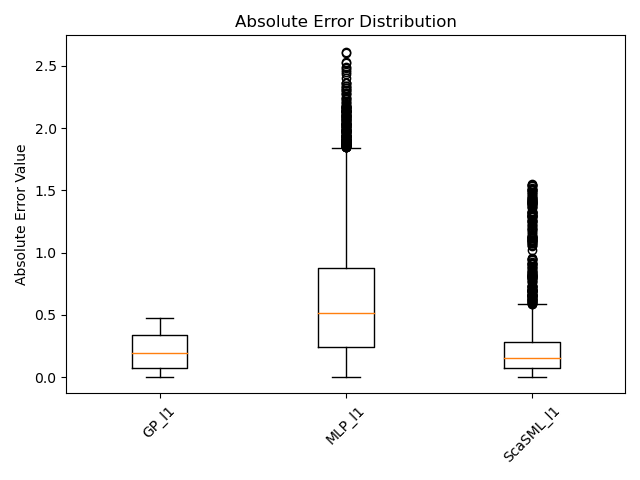 Absolute Error Distribution
Absolute Error Value
2.5
2.0
1.5
1.0
0.5
0.0
GP_l1
MLP_l1
ScaSML_l1